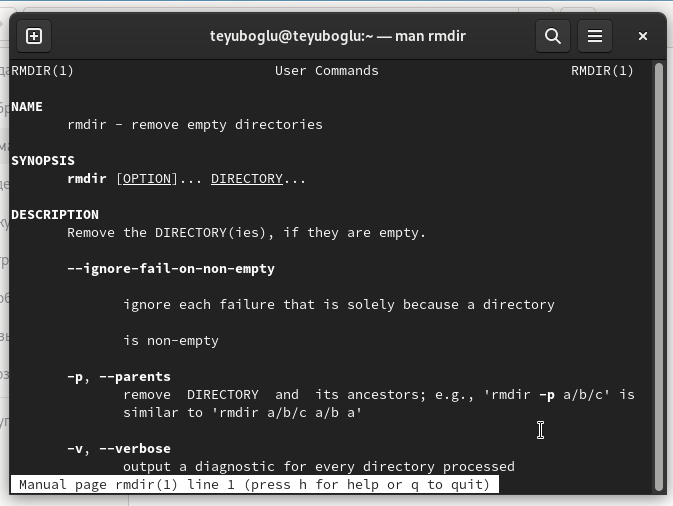 teyuboglu@teyuboglu:~ — man rmdir
RMDIR(1) User Commands RMDIR(1)
NAME
rmdir - remove empty directories
SYNOPSIS
rmdir [OPTION]... DIRECTORY...
DESCRIPTION
Remove the DIRECTORY(ies), if they are empty.
--ignore-fail-on-non-empty
ignore each failure that is solely because a directory
is non-empty
-p, --parents
remove DIRECTORY and its ancestors; e.g., 'rmdir -p a/b/c' is
similar to 'rmdir a/b/c a/b a'
-v, --verbose
output a diagnostic for every directory processed
Manual page rmdir(1) line 1 (press h for help or q to quit)